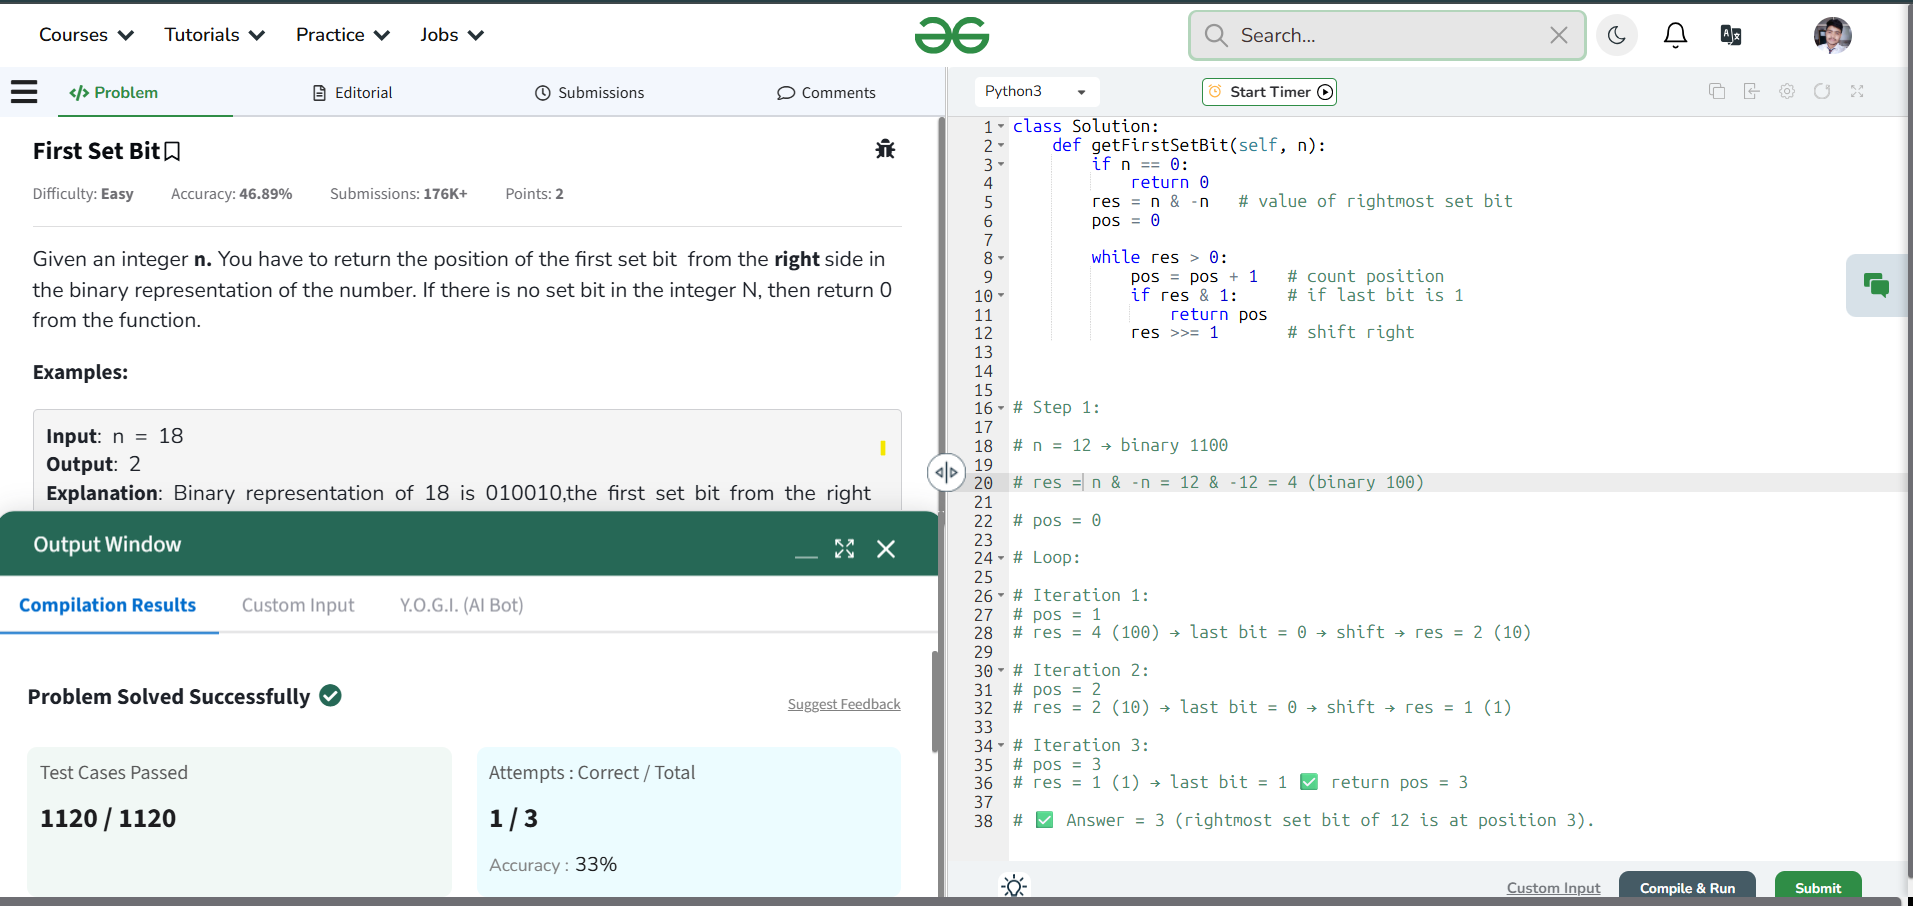 Courses Tutorials Practice Jobs
Search...
Problem Editorial Submissions Comments
First Set Bit
Difficulty: Easy Accuracy: 46.89% Submissions: 176K+ Points: 2
Given an integer n. You have to return the position of the first set bit from the right side in
the binary representation of the number. If there is no set bit in the integer N, then return 0
from the function.
Examples:
Input: n = 18
Output: 2
Explanation: Binary representation of 18 is 010010,the first set bit from the right
Output Window
Compilation Results Custom Input Y.O.G.I. (AI Bot)
Problem Solved Successfully
Suggest Feedback
Test Cases Passed
1120 / 1120
Attempts : Correct / Total
1 / 3
Accuracy : 33%
Python3
Start Timer
1 class Solution:
2 def getFirstSetBit(self, n):
3 if n == 0:
4 return 0
5 res = n & -n # value of rightmost set bit
6 pos = 0
7
8 while res > 0:
9 pos = pos + 1 # count position
10 if res & 1: # if last bit is 1
11 return pos
12 res >>= 1 # shift right
13
14
15
16 # Step 1:
17
18 # n = 12 → binary 1100
19
20 # res = n & -n = 12 & -12 = 4 (binary 100)
21
22 # pos = 0
23
24 # Loop:
25
26 # Iteration 1:
27 # pos = 1
28 # res = 4 (100) → last bit = 0 → shift → res = 2 (10)
29
30 # Iteration 2:
31 # pos = 2
32 # res = 2 (10) → last bit = 0 → shift → res = 1 (1)
33
34 # Iteration 3:
35 # pos = 3
36 # res = 1 (1) → last bit = 1 ✅ return pos = 3
37
38 # ✅ Answer = 3 (rightmost set bit of 12 is at position 3).
Custom Input Compile & Run Submit